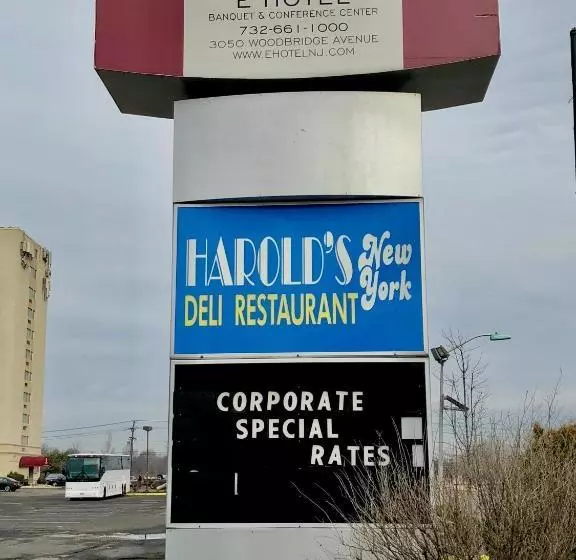 E HOTEL
BANQUET & CONFERENCE CENTER
732-661-1000
3050 WOODBRIDGE AVENUE
WWW.EHOTELNJ.COM
HAROLD'S New York
DELI RESTAURANT
CORPORATE
SPECIAL
RATES